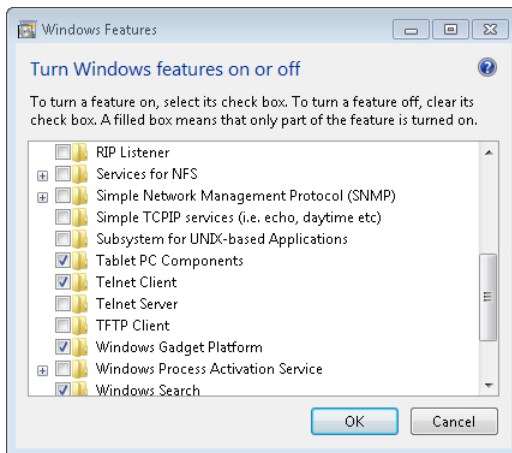 Windows Features
Turn Windows features on or off
To turn a feature on, select its check box. To turn a feature off, clear its
check box. A filled box means that only part of the feature is turned on.
RIP Listener
Services for NFS
Simple Network Management Protocol (SNMP)
Simple TCPIP services (i.e. echo, daytime etc)
Subsystem for UNIX-based Applications
Tablet PC Components
Telnet Client
Telnet Server
TFTP Client
Windows Gadget Platform
Windows Process Activation Service
Windows Search
OK Cancel